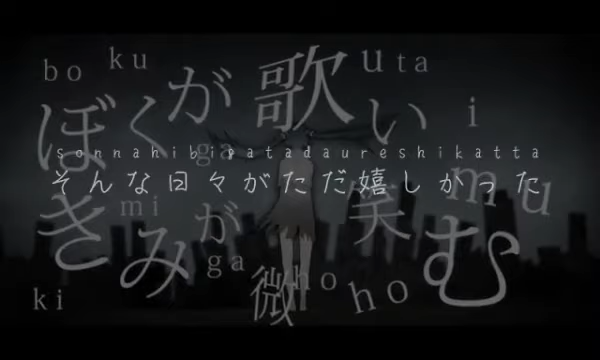 bo ku ga uta i
ぼくが歌い
sonnahibigatadaureshikatta
そんな日々がただ嬉しかった
ki mi ga ho ho mu
きみが微笑む